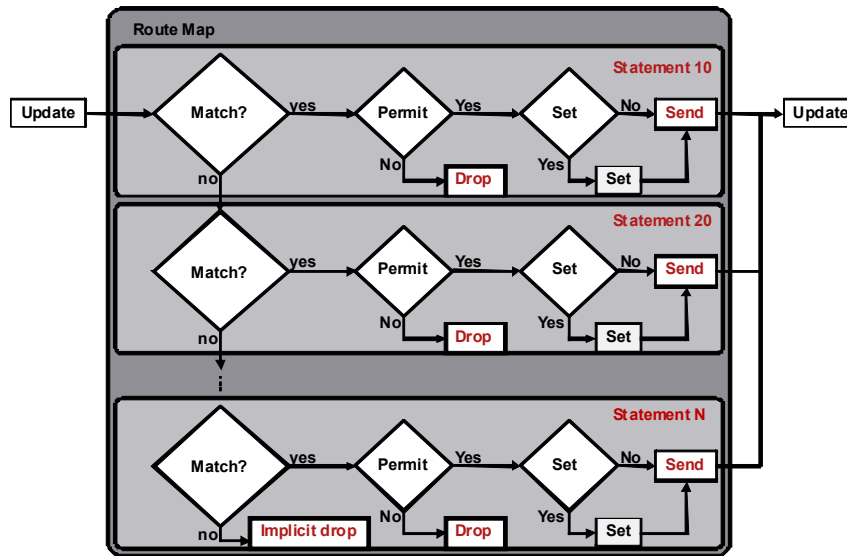 Route Map
Statement 10
Update
Match?
yes
Permit
Yes
Set
No
Send
Update
no
No
Drop
Yes
Set
Statement 20
Match?
yes
Permit
Yes
Set
No
Send
no
No
Drop
Yes
Set
Statement N
Match?
yes
Permit
Yes
Set
No
Send
no
Implicit drop
No
Drop
Yes
Set